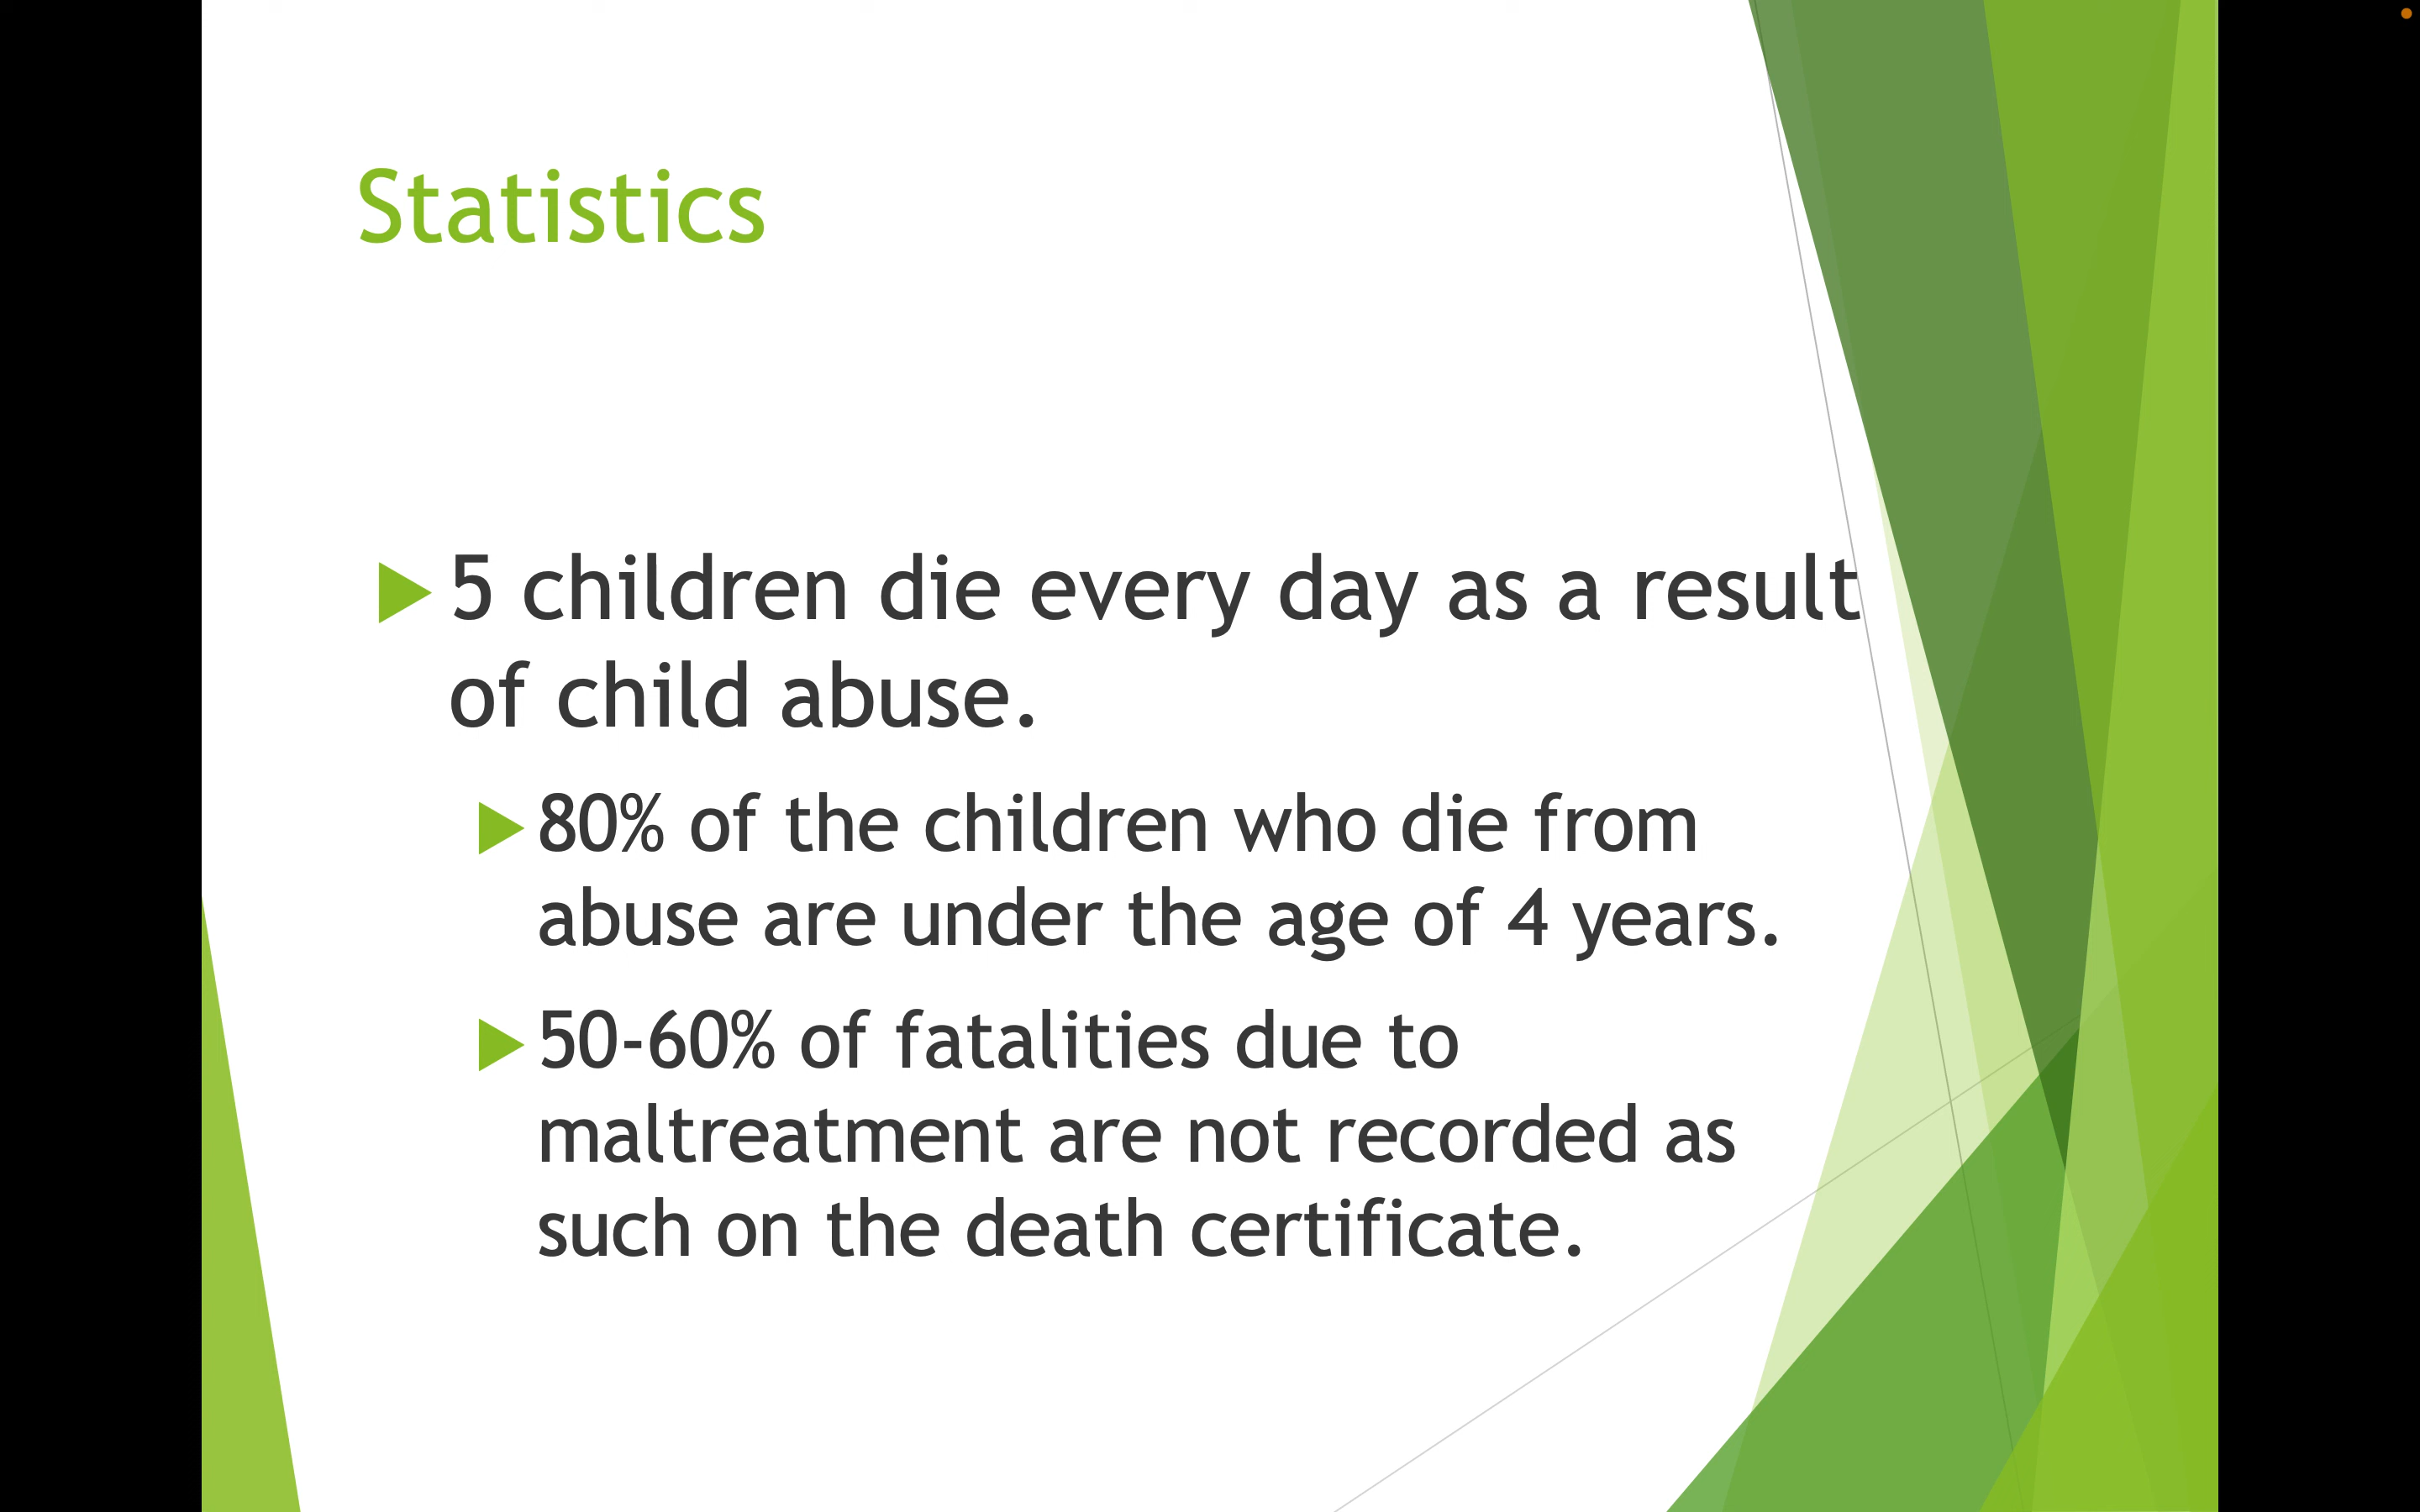 Statistics
5 children die every day as a result
of child abuse.
80% of the children who die from
abuse are under the age of 4 years.
50-60% of fatalities due to
maltreatment are not recorded as
such on the death certificate.